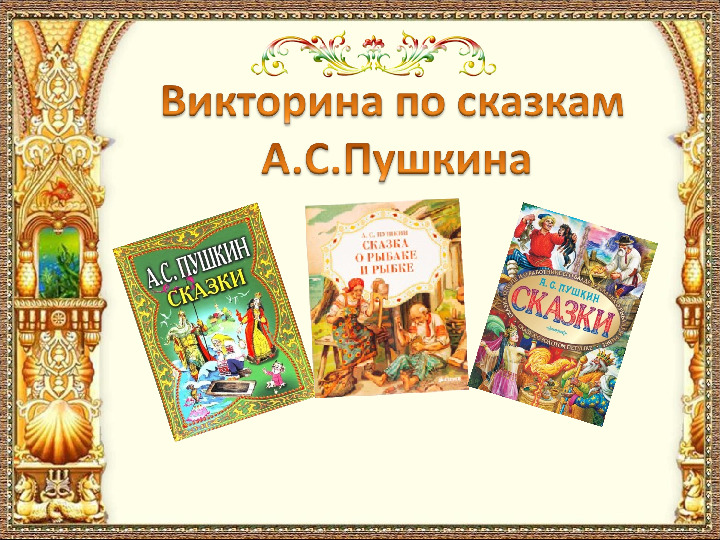 Викторина по сказкам
А.С.Пушкина
А.С. ПУШКИН
СКАЗКИ
А. С. ПУШКИН
СКАЗКА
О РЫБАКЕ
И РЫБКЕ
А. С. ПУШКИН
СКАЗКИ